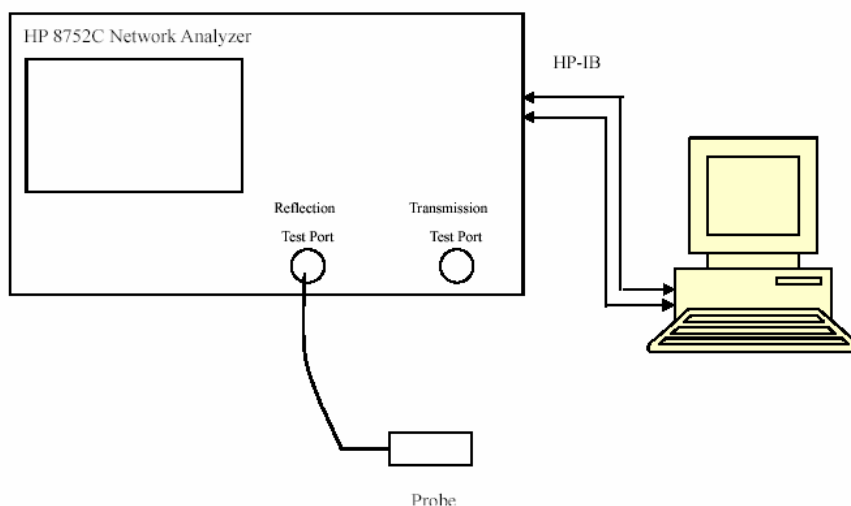 HP 8752C Network Analyzer
HP-IB
Reflection
Test Port
Transmission
Test Port
Probe